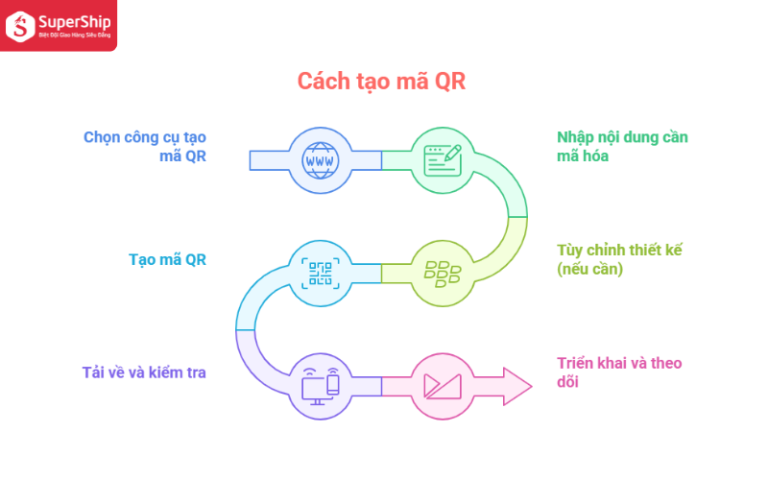 SuperShip
Biệt Đội Giao Hàng Siêu Đẳng
Cách tạo mã QR
Chọn công cụ tạo
mã QR
WWW
Nhập nội dung cần
mã hóa
Tùy chỉnh thiết kế
(nếu cần)
Tạo mã QR
Tải về và kiểm tra
Triển khai và theo
dõi